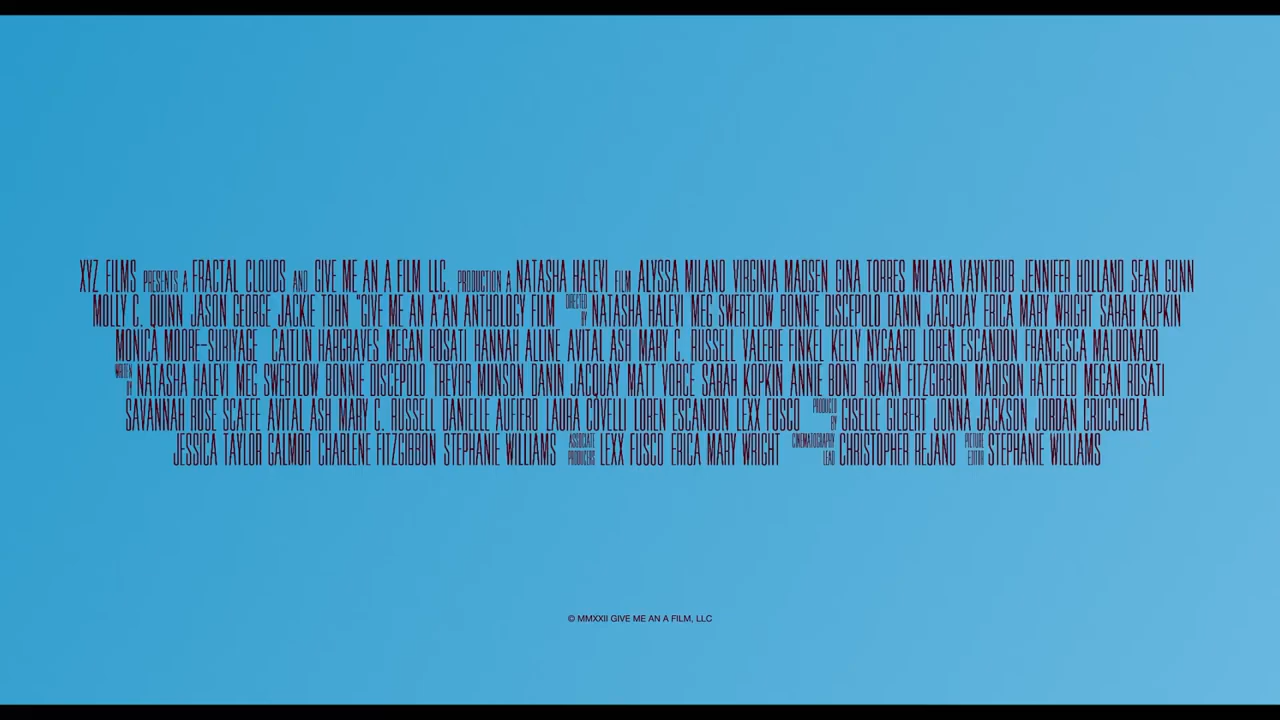 XYZ FILMS PRESENTS A FRACTAL CLOUDS AND GIVE ME AN A FILM LLC. PRODUCTION A NATASHA HALEVI FILM ALYSSA MILANO VIRGINIA MADSEN GINA TORRES MILANA VAYNTRUB JENNIFER HOLLAND SEAN GUNN
MOLLY C. QUINN JASON GEORGE JACKIE TOHN "GIVE ME AN A"AN ANTHOLOGY FILM DIRECTED BY NATASHA HALEVI MEG SWERTLOW BONNIE DISCEPOLO DANIN JACQUAY ERICA MARY WRIGHT SARAH KOPKIN
MONICA MOORE-SURIYAGE CAITLIN HARGRAVES MEGAN ROSATI HANNAH ALLINE AVITAL ASH MARY C. RUSSELL VALERIE FINKEL KELLY NYGAARD LOREN ESCANDON FRANCESCA MALDONADO
WRITTEN BY NATASHA HALEVI MEG SWERTLOW BONNIE DISCEPOLO TREVOR MUNSON DANIN JACQUAY MATT VORCE SARAH KOPKIN ANNIE BOND ROWAN FITZGIBBON MADISON HATFIELD MEGAN ROSATI
SAVANNAH ROSE SCAFFE AVITAL ASH MARY C. RUSSELL DANIELLE AUFIERO LAURA COVELLI LOREN ESCANDON LEXX FUSCO PRODUCED BY GISELLE GILBERT JONNA JACKSON JORDAN CRUCCHIOLA
JESSICA TAYLOR GALMOR CHARLENE FITZGIBBON STEPHANIE WILLIAMS ASSOCIATE PRODUCERS LEXX FUSCO ERICA MARY WRIGHT CINEMATOGRAPHY LEAD CHRISTOPHER REJANO PICTURE EDITOR STEPHANIE WILLIAMS
© MMXXII GIVE ME AN A FILM, LLC